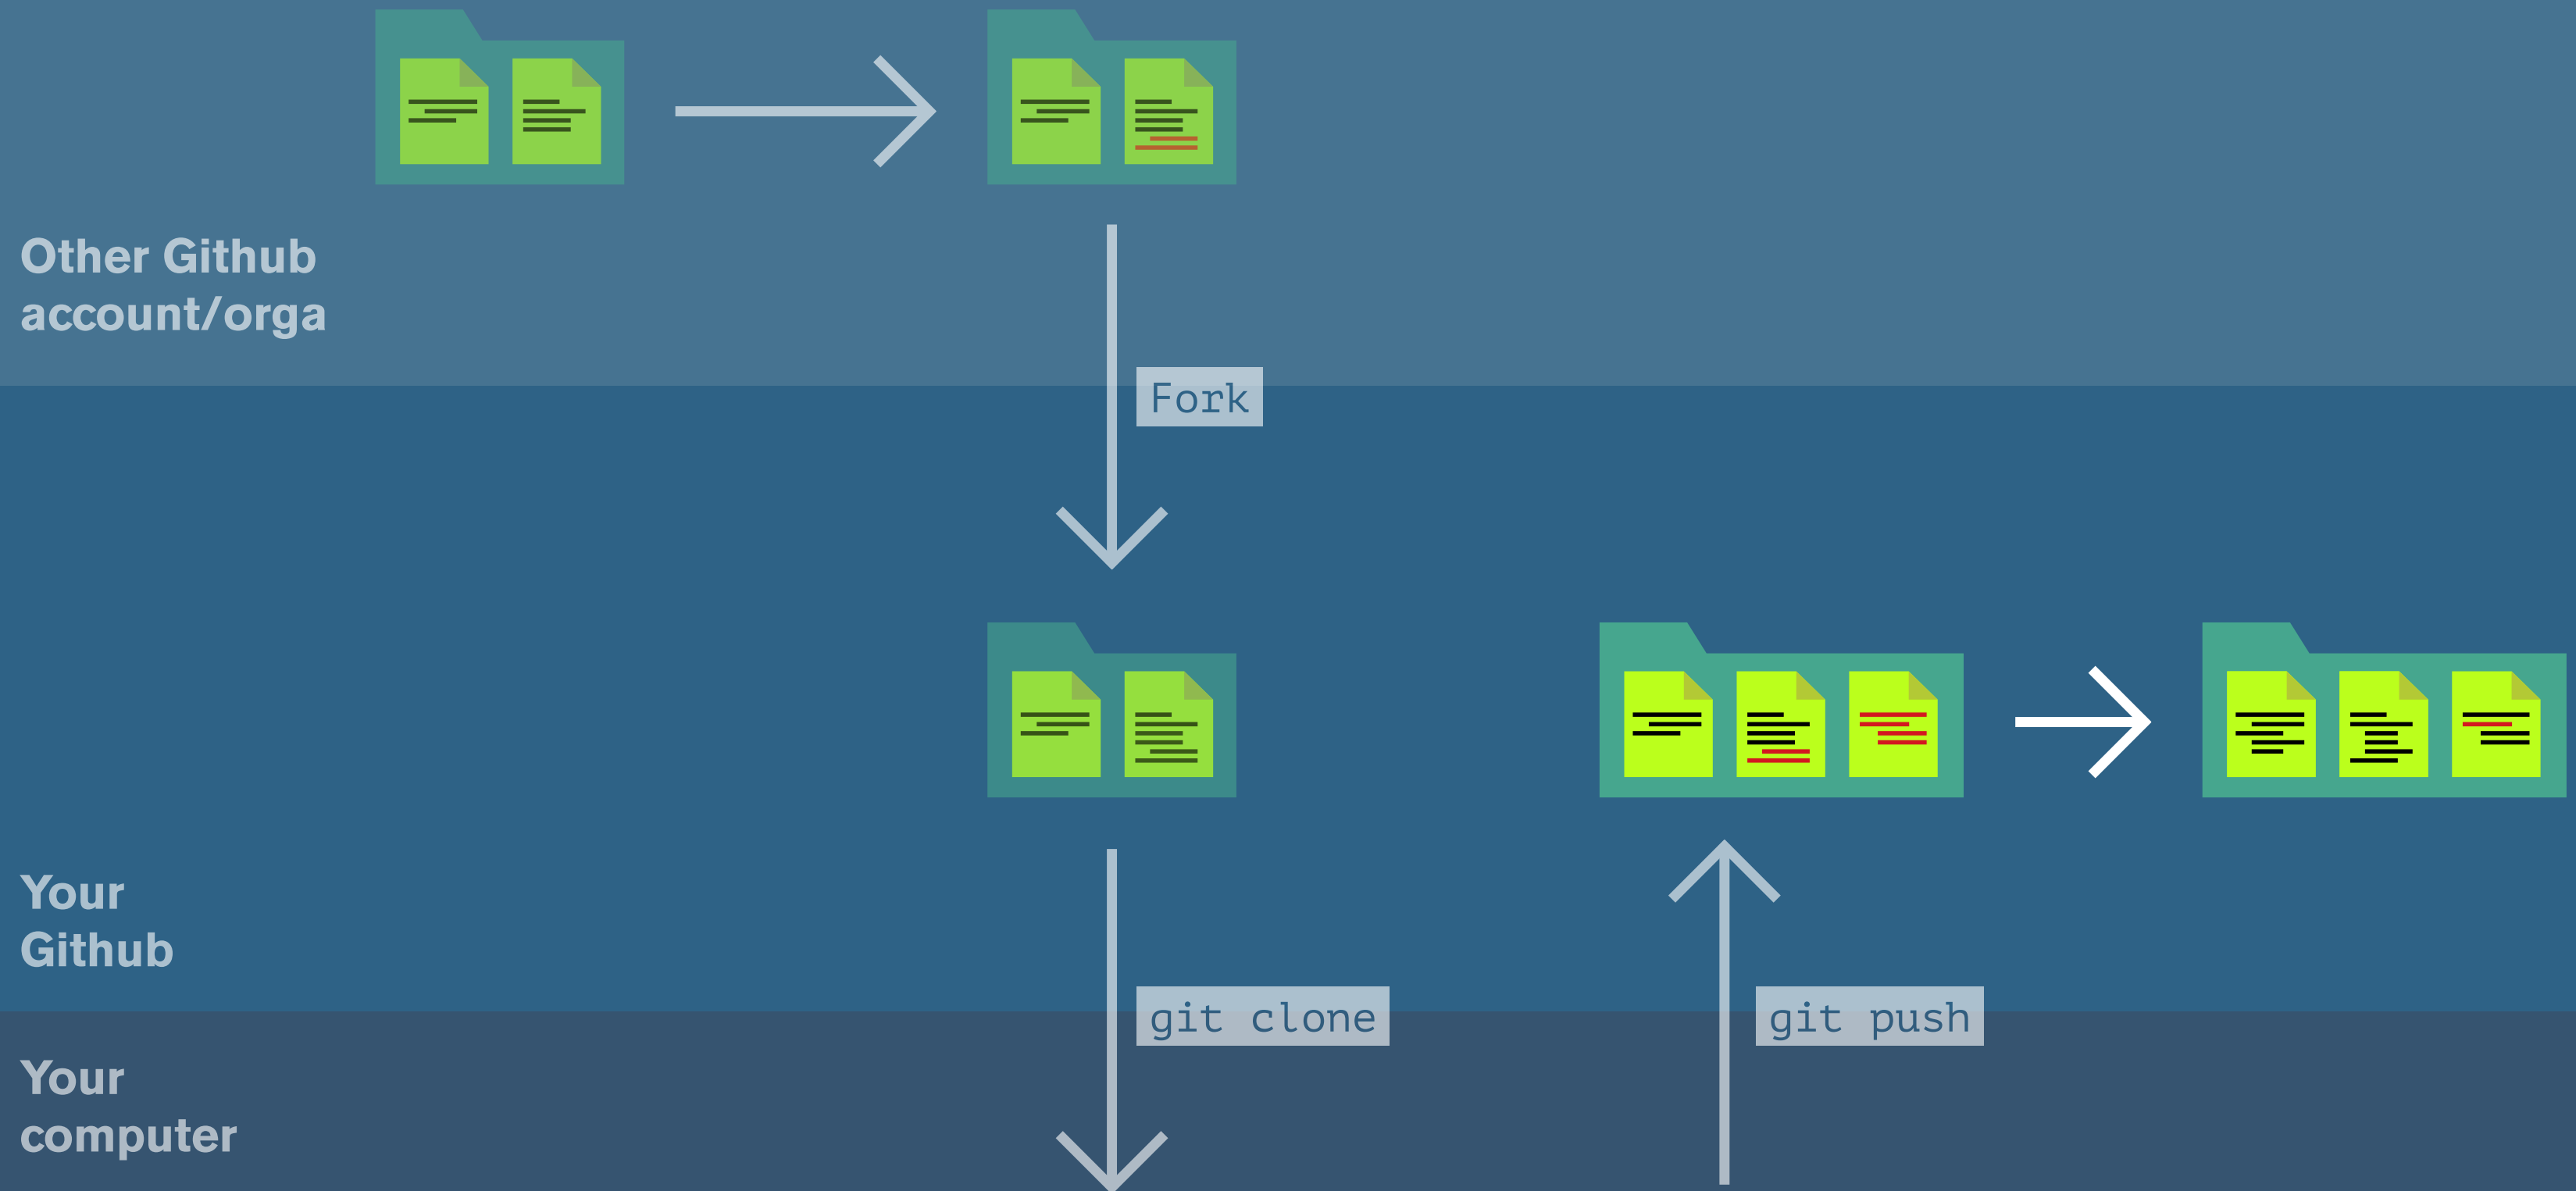 Other Github
account/orga
Fork
Your
Github
git clone
git push
Your
computer